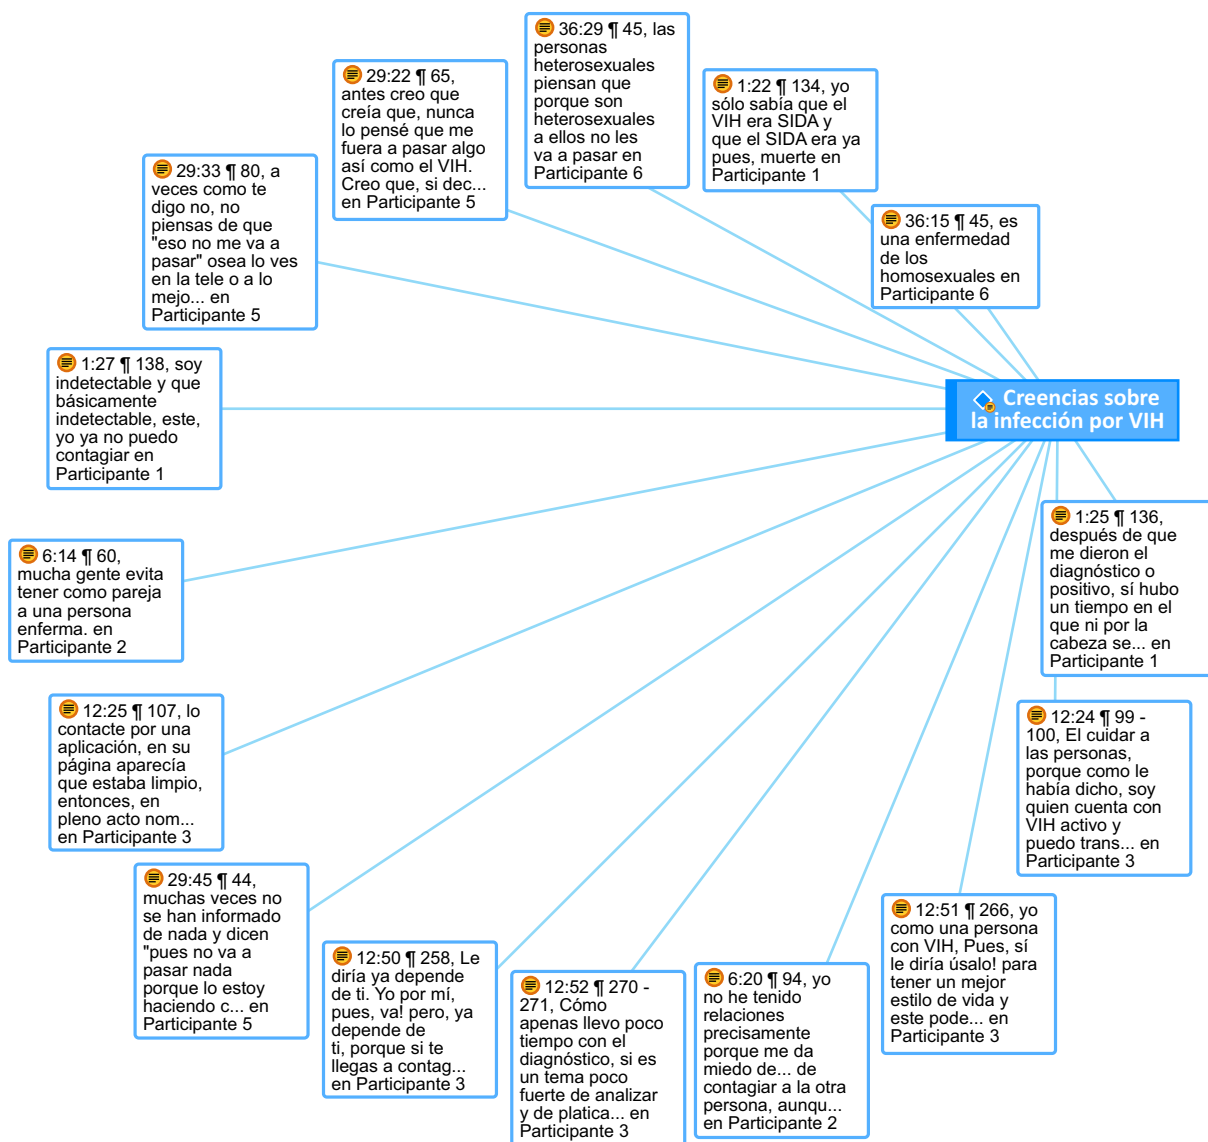 36:29 ¶ 45, las
personas
heterosexuales
piensan que
porque son
heterosexuales
a ellos no les
va a pasar en
Participante 6
29:22 ¶ 65,
antes creo que
creía que, nunca
lo pensé que me
fuera a pasar algo
así como el VIH.
Creo que, si dec...
en Participante 5
1:22 ¶ 134, yo
sólo sabía que el
VIH era SIDA y
que el SIDA era ya
pues, muerte en
Participante 1
29:33 ¶ 80, a
veces como te
digo no, no
piensas de que
"eso no me va a
pasar" osea lo ves
en la tele o a lo
mejo... en
Participante 5
36:15 ¶ 45, es
una enfermedad
de los
homosexuales en
Participante 6
1:27 ¶ 138, soy
indetectable y que
básicamente
indetectable, este,
yo ya no puedo
contagiar en
Participante 1
Creencias sobre
la infección por VIH
6:14 ¶ 60,
mucha gente evita
tener como pareja
a una persona
enferma. en
Participante 2
1:25 ¶ 136,
después de que
me dieron el
diagnóstico o
positivo, sí hubo
un tiempo en el
que ni por la
cabeza se... en
Participante 1
12:25 ¶ 107, lo
contacte por una
aplicación, en su
página aparecía
que estaba limpio,
entonces, en
pleno acto nom...
en Participante 3
12:24 ¶ 99 -
100, El cuidar a
las personas,
porque como le
había dicho, soy
quien cuenta con
VIH activo y
puedo trans... en
Participante 3
29:45 ¶ 44,
muchas veces no
se han informado
de nada y dicen
"pues no va a
pasar nada
porque lo estoy
haciendo c... en
Participante 5
12:50 ¶ 258, Le
diría ya depende
de ti. Yo por mí,
pues, va! pero, ya
depende de
ti, porque si te
llegas a contag...
en Participante 3
12:52 ¶ 270 -
271, Cómo
apenas llevo poco
tiempo con el
diagnóstico, si es
un tema poco
fuerte de analizar
y de platica... en
Participante 3
6:20 ¶ 94, yo
no he tenido
relaciones
precisamente
porque me da
miedo de... de
contagiar a la otra
persona, aunqu...
en Participante 2
12:51 ¶ 266, yo
como una persona
con VIH, Pues, sí
le diría úsalo! para
tener un mejor
estilo de vida y
este pode... en
Participante 3